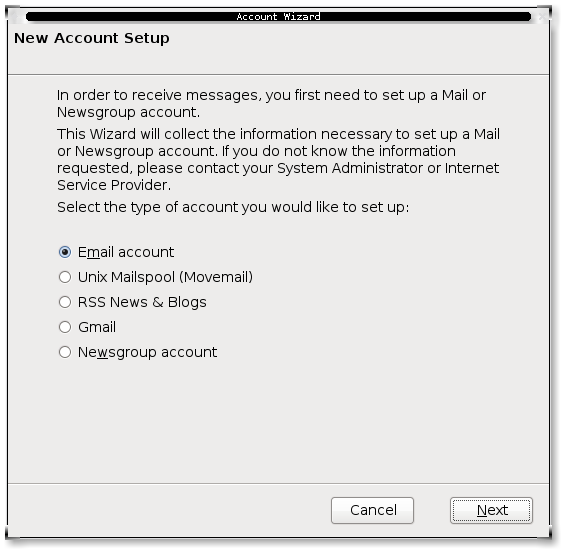 Account Wizard
New Account Setup
In order to receive messages, you first need to set up a Mail or
Newsgroup account.
This Wizard will collect the information necessary to set up a Mail
or Newsgroup account. If you do not know the information
requested, please contact your System Administrator or Internet
Service Provider.
Select the type of account you would like to set up:
Email account
Unix Mailspool (Movemail)
RSS News & Blogs
Gmail
Newsgroup account
Cancel
Next